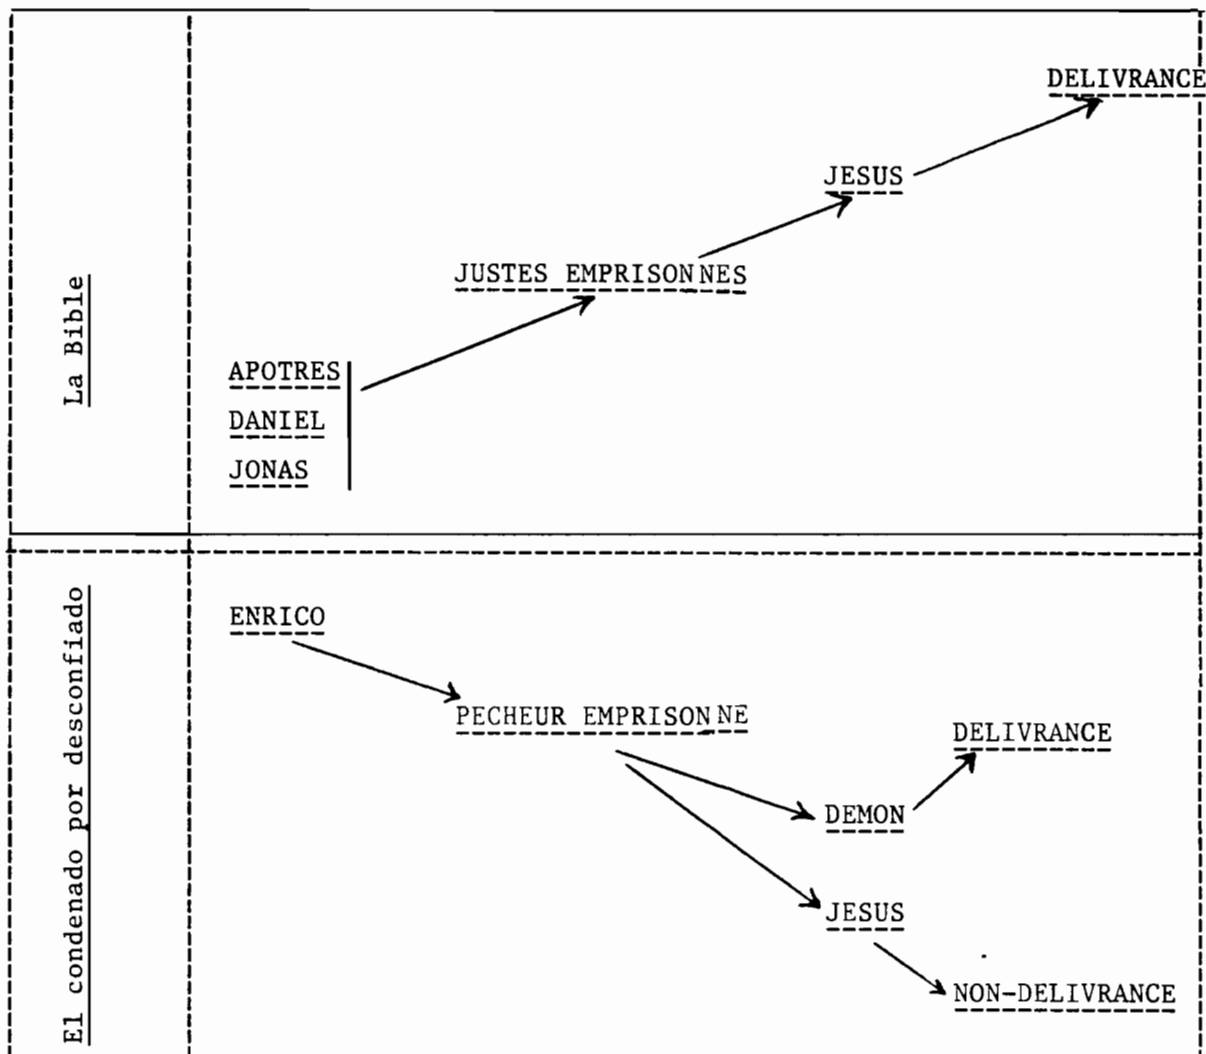 La Bible
DELIVRANCE
JESUS
JUSTES EMPRISONNES
APOTRES
DANIEL
JONAS
El condenado por desconfiado
ENRICO
PECHEUR EMPRISONNE
DELIVRANCE
DEMON
JESUS
NON-DELIVRANCE